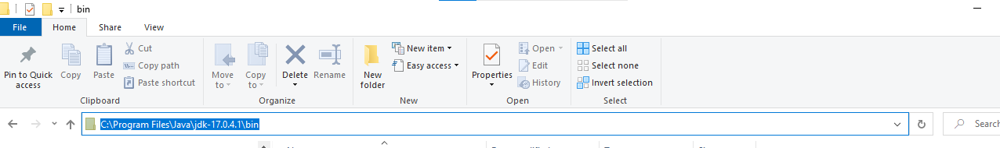 bin
File Home Share View
Pin to Quick access
Copy
Paste
Cut
Copy path
Paste shortcut
Clipboard
Move to
Copy to
Delete
Rename
Organize
New folder
New item
Easy access
New
Properties
Open
Edit
History
Open
Select all
Select none
Invert selection
Select
C:\Program Files\Java\jdk-17.0.4.1\bin
Search